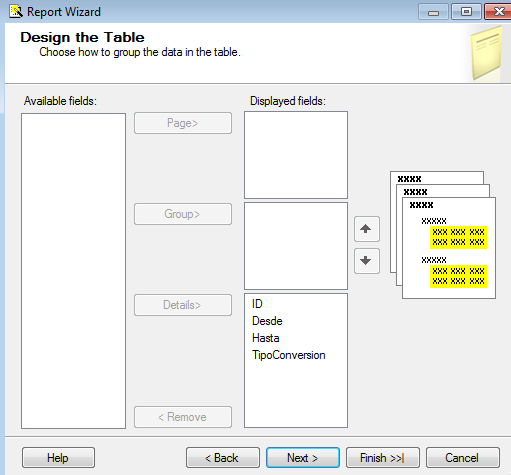 Report Wizard
Design the Table
Choose how to group the data in the table.
Available fields:
Displayed fields:
Page>
Group>
Details>
ID
Desde
Hasta
TipoConversion
< Remove
xxxx
xxxx
xxxx
xxxxx
xxx xxx xxx
xxx xxx xxx
xxxxx
xxx xxx xxx
xxx xxx xxx
Help
< Back
Next >
Finish >>|
Cancel